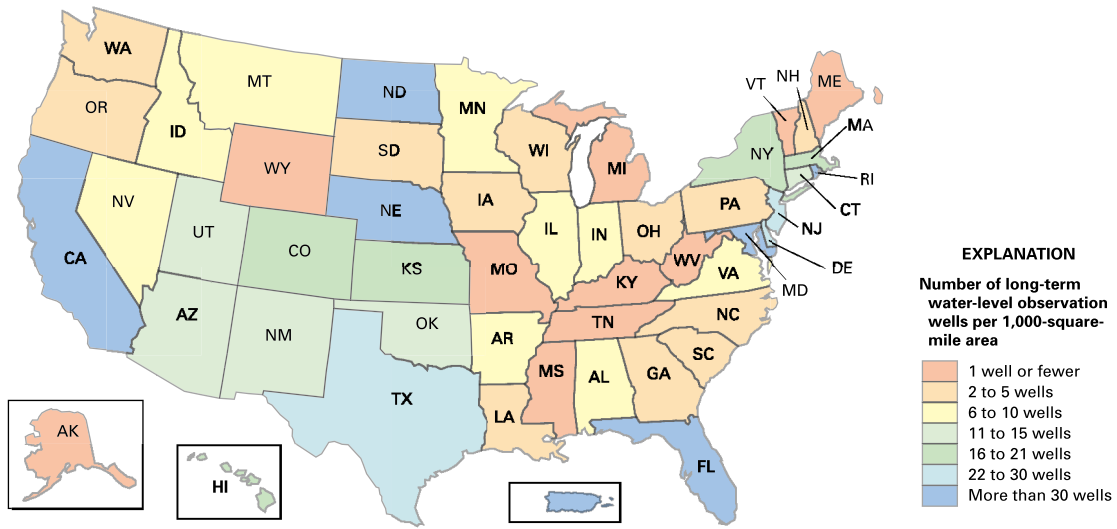 WA
MT
ND
MN
VT
NH
ME
OR
ID
SD
WI
MI
NY
MA
WY
RI
NV
NE
IA
PA
CT
UT
IL
IN
OH
NJ
CA
CO
KS
MO
WV
VA
DE
KY
MD
AZ
NM
OK
AR
TN
NC
SC
TX
LA
MS
AL
GA
FL
AK
HI
EXPLANATION
Number of long-term
water-level observation
wells per 1,000-square-
mile area
1 well or fewer
2 to 5 wells
6 to 10 wells
11 to 15 wells
16 to 21 wells
22 to 30 wells
More than 30 wells